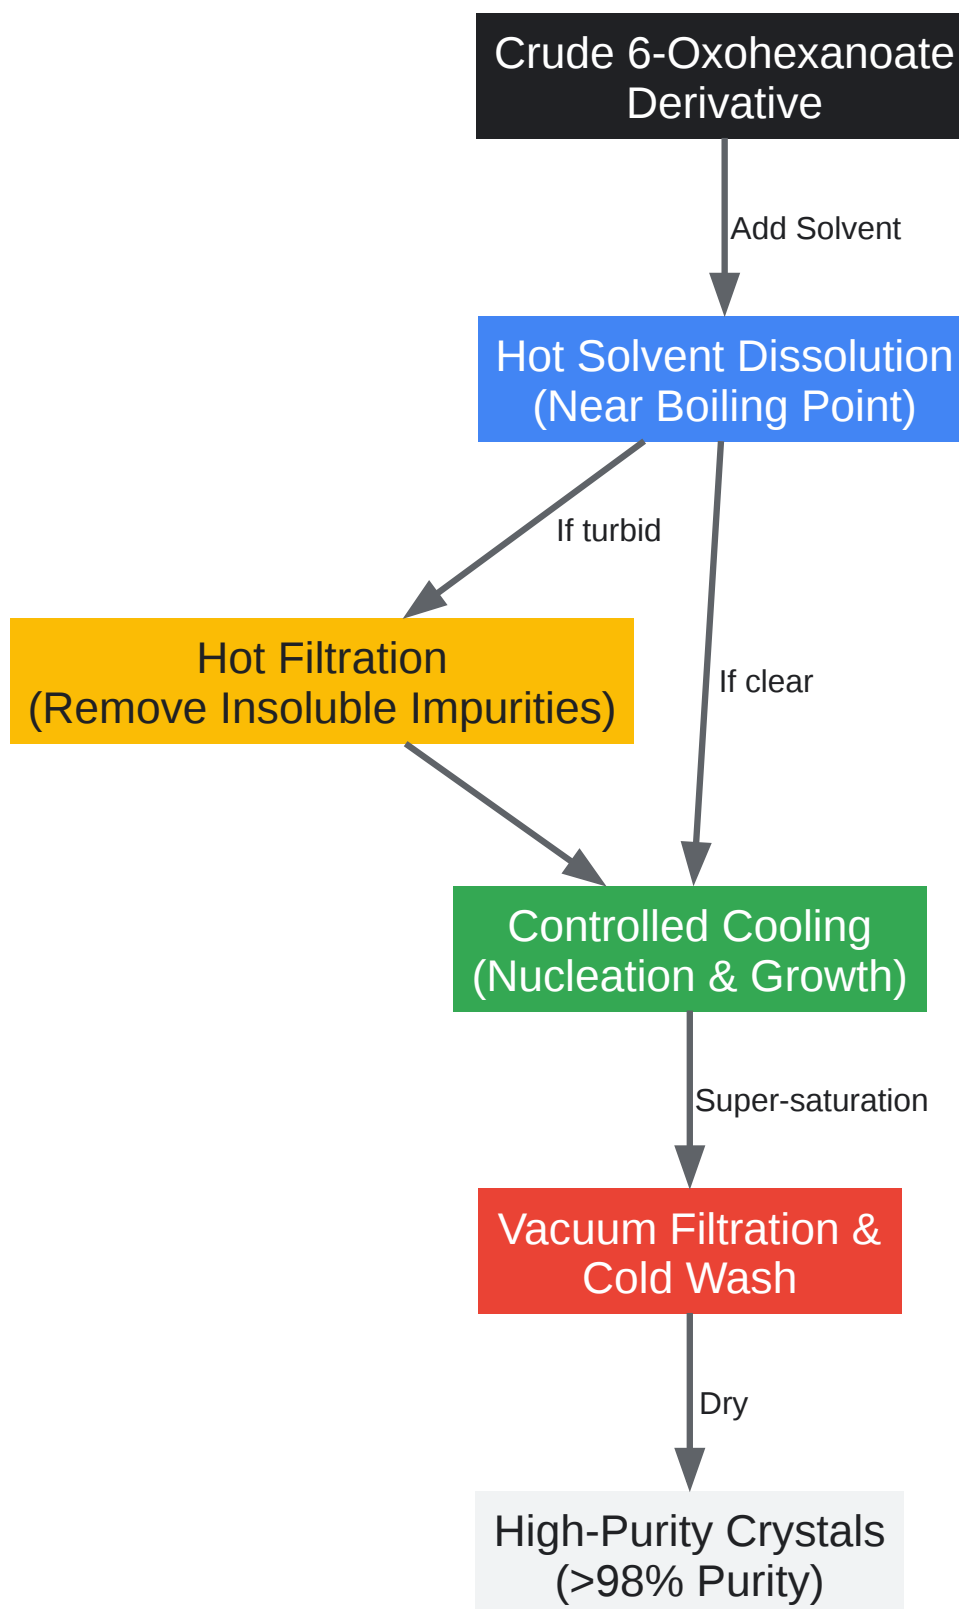 Crude 6-Oxohexanoate
Derivative
Add Solvent
Hot Solvent Dissolution
(Near Boiling Point)
If turbid
Hot Filtration
(Remove Insoluble Impurities)
If clear
Controlled Cooling
(Nucleation & Growth)
Super-saturation
Vacuum Filtration &
Cold Wash
Dry
High-Purity Crystals
(>98% Purity)